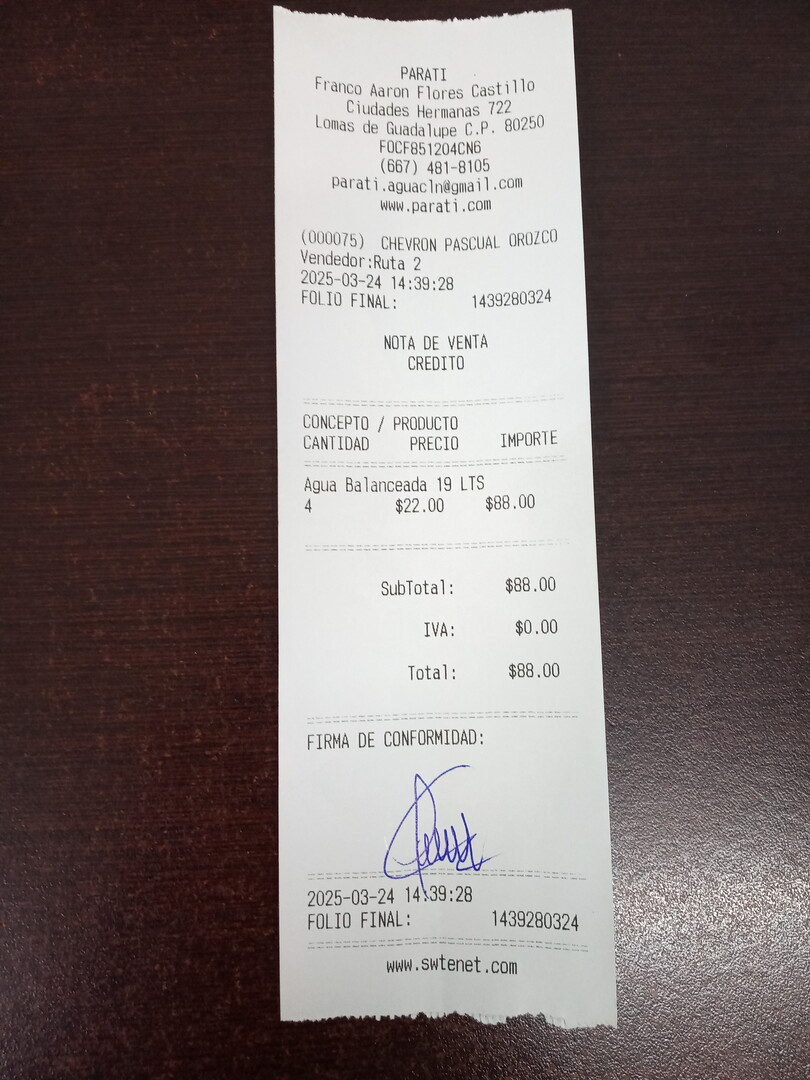 PARATI
Franco Aaron Flores Castillo
Ciudades Hermanas 722
Lomas de Guadalupe C.P. 80250
FOCF851204CN6
(667) 481-8105
parati.aguacln@gmail.com
www.parati.com
(000075) CHEVRON PASCUAL OROZCO
Vendedor:Ruta 2
2025-03-24 14:39:28
FOLIO FINAL: 1439280324
NOTA DE VENTA
CREDITO
CONCEPTO / PRODUCTO
CANTIDAD PRECIO IMPORTE
Agua Balanceada 19 LTS
4 $22.00 $88.00
SubTotal: $88.00
IVA: $0.00
Total: $88.00
FIRMA DE CONFORMIDAD:
2025-03-24 14:39:28
FOLIO FINAL: 1439280324
www.swtenet.com